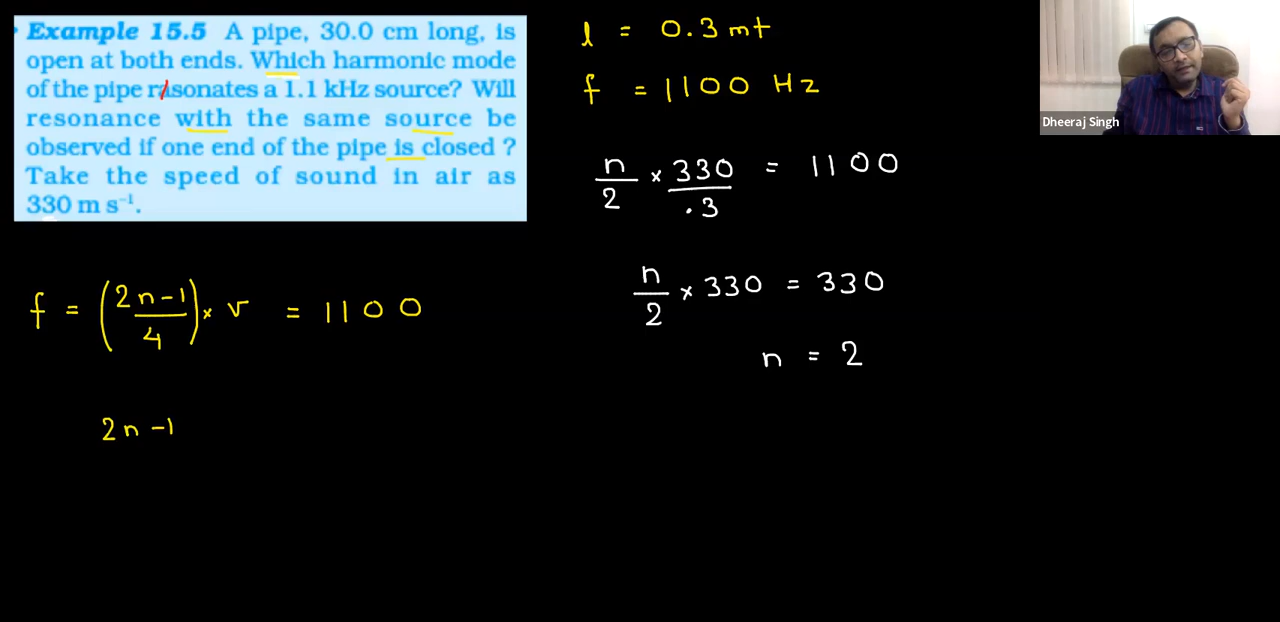 Example 15.5 A pipe, 30.0 cm long, is
open at both ends. Which harmonic mode
of the pipe resonates a 1.1 kHz source? Will
resonance with the same source be
observed if one end of the pipe is closed ?
Take the speed of sound in air as
330 m s⁻¹.
l = 0.3 mt
f = 1100 Hz
Dheeraj Singh
n/2 × 330/.3 = 1100
n/2 × 330 = 330
n = 2
f = (2n-1/4) × v = 1100
2n -1